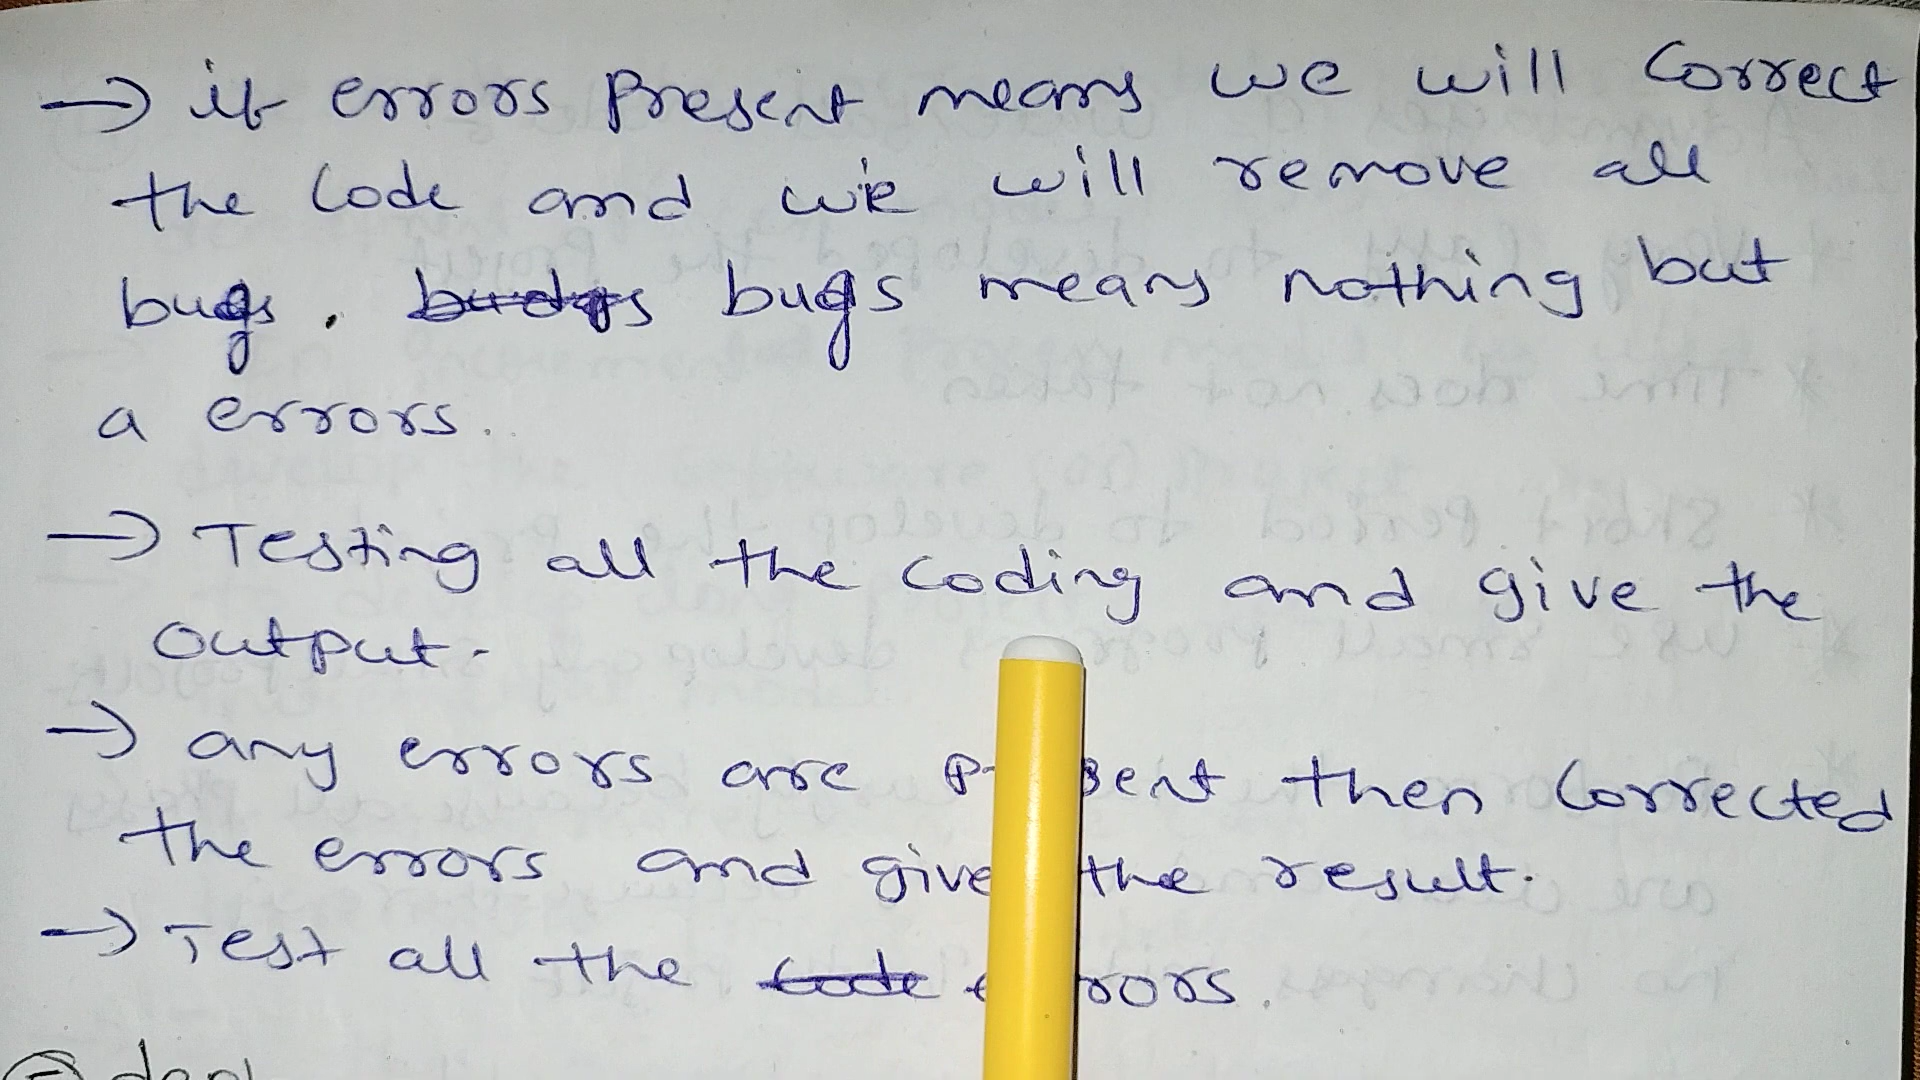 → if errors Present means we will Correct
the Code and we will remove all
bugs. bugs means nothing but
a errors.
→ Testing all the coding and give the
output.
→ any errors are then Corrected
the errors and give the result.
→ Test all the code